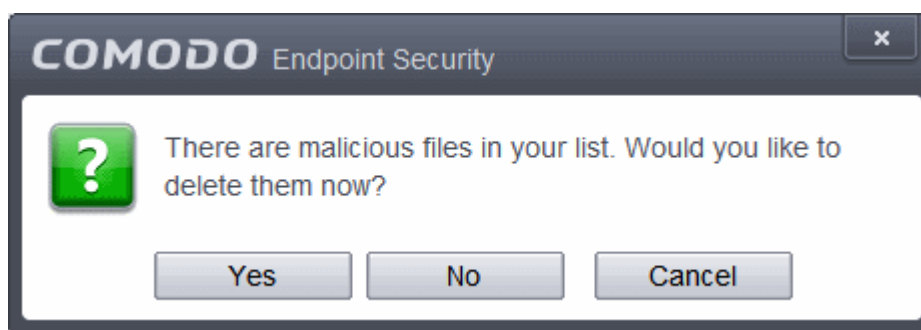 COMODO Endpoint Security
There are malicious files in your list. Would you like to
delete them now?
Yes No Cancel